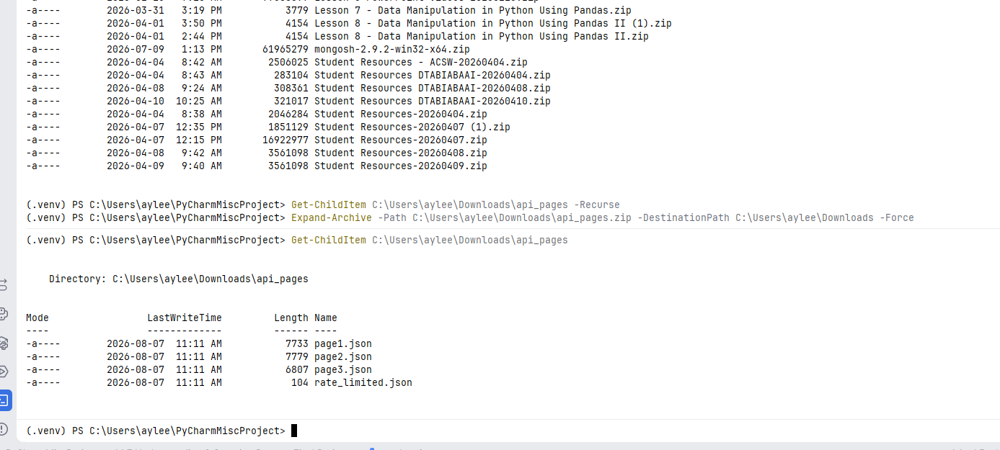 -a---- 2026-03-31 3:19 PM 3779 Lesson 7 - Data Manipulation in Python Using Pandas.zip
-a---- 2026-04-01 3:50 PM 4154 Lesson 8 - Data Manipulation in Python Using Pandas II (1).zip
-a---- 2026-04-01 2:44 PM 4154 Lesson 8 - Data Manipulation in Python Using Pandas II.zip
-a---- 2026-07-09 1:13 PM 61965279 mongosh-2.9.2-win32-x64.zip
-a---- 2026-04-04 8:42 AM 2506025 Student Resources - ACSW-20260404.zip
-a---- 2026-04-04 8:43 AM 283104 Student Resources DTABIABAAI-20260404.zip
-a---- 2026-04-08 9:24 AM 308361 Student Resources DTABIABAAI-20260408.zip
-a---- 2026-04-10 10:25 AM 321017 Student Resources DTABIABAAI-20260410.zip
-a---- 2026-04-04 8:38 AM 2046284 Student Resources-20260404.zip
-a---- 2026-04-07 12:35 PM 1851129 Student Resources-20260407 (1).zip
-a---- 2026-04-07 12:15 PM 16922977 Student Resources-20260407.zip
-a---- 2026-04-08 9:42 AM 3561098 Student Resources-20260408.zip
-a---- 2026-04-09 9:40 AM 3561098 Student Resources-20260409.zip
(.venv) PS C:\Users\aylee\PyCharmMiscProject> Get-ChildItem C:\Users\aylee\Downloads\api_pages -Recurse
(.venv) PS C:\Users\aylee\PyCharmMiscProject> Expand-Archive -Path C:\Users\aylee\Downloads\api_pages.zip -DestinationPath C:\Users\aylee\Downloads -Force
(.venv) PS C:\Users\aylee\PyCharmMiscProject> Get-ChildItem C:\Users\aylee\Downloads\api_pages
Directory: C:\Users\aylee\Downloads\api_pages
Mode LastWriteTime Length Name
---- ------------- ------ ----
-a---- 2026-08-07 11:11 AM 7733 page1.json
-a---- 2026-08-07 11:11 AM 7779 page2.json
-a---- 2026-08-07 11:11 AM 6807 page3.json
-a---- 2026-08-07 11:11 AM 104 rate_limited.json
(.venv) PS C:\Users\aylee\PyCharmMiscProject>